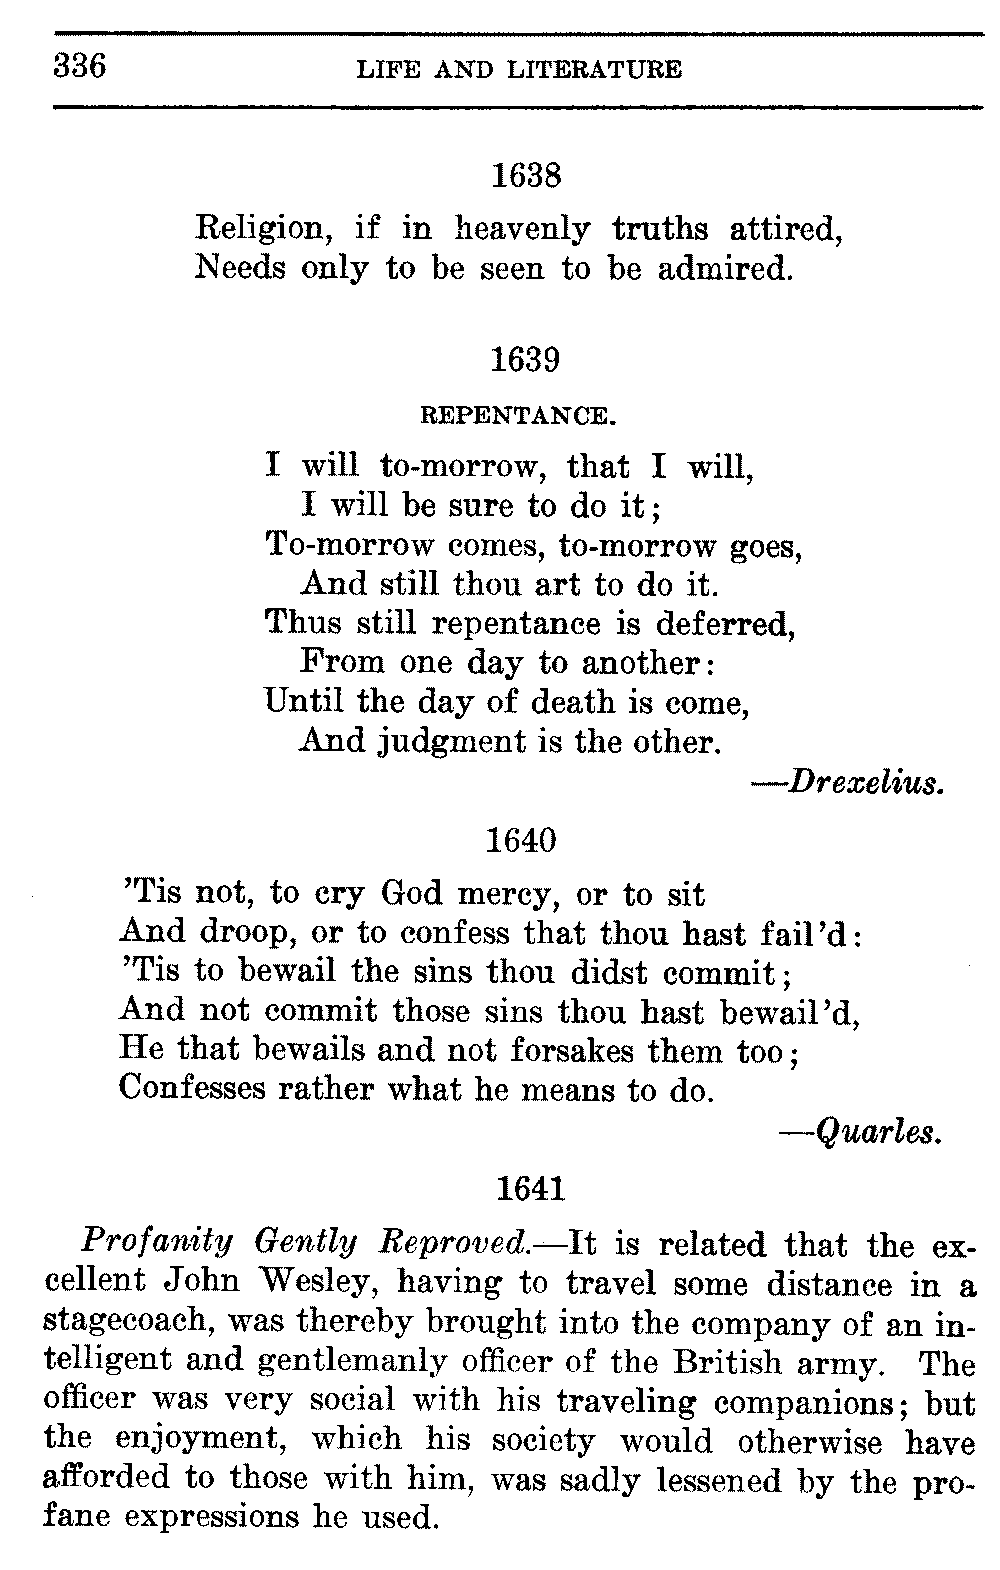 336 LIFE AND LITERATURE
1638
Religion, if in heavenly truths attired,
Needs only to be seen to be admired.
1639
REPENTANCE.
I will to-morrow, that I will,
I will be sure to do it;
To-morrow comes, to-morrow goes,
And still thou art to do it.
Thus still repentance is deferred,
From one day to another:
Until the day of death is come,
And judgment is the other.
—Drexelius.
1640
’Tis not, to cry God mercy, or to sit
And droop, or to confess that thou hast fail’d:
’Tis to bewail the sins thou didst commit;
And not commit those sins thou hast bewail’d,
He that bewails and not forsakes them too;
Confesses rather what he means to do.
—Quarles.
1641
Profanity Gently Reproved.—It is related that the ex-
cellent John Wesley, having to travel some distance in a
stagecoach, was thereby brought into the company of an in-
telligent and gentlemanly officer of the British army. The
officer was very social with his traveling companions; but
the enjoyment, which his society would otherwise have
afforded to those with him, was sadly lessened by the pro-
fane expressions he used.